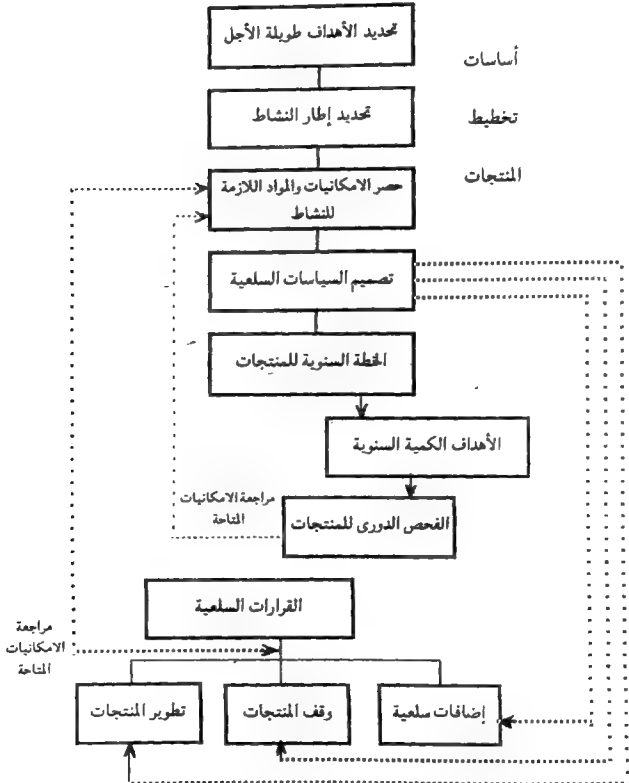 تحديد الأهداف طويلة الأجل
أساسات
تحديد إطار النشاط
تخطيط
حصر الامكانيات والمواد اللازمة
للنشاط
المنتجات
تصميم السياسات السلعية
الخطة السنوية للمنتجات
الأهداف الكمية السنوية
مراجعة الامكانيات
المتاحة
الفحص الدورى للمنتجات
القرارات السلعية
مراجعة
الامكانيات
المتاحة
إضافات سلعية
وقف المنتجات
تطوير المنتجات